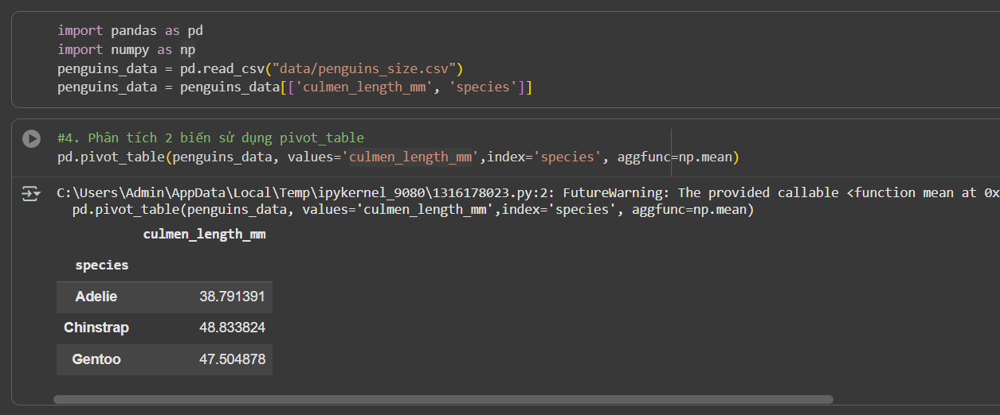 import pandas as pd
import numpy as np
penguins_data = pd.read_csv("data/penguins_size.csv")
penguins_data = penguins_data[['culmen_length_mm', 'species']]
#4. Phân tích 2 biến sử dụng pivot_table
pd.pivot_table(penguins_data, values='culmen_length_mm',index='species', aggfunc=np.mean)
C:\Users\Admin\AppData\Local\Temp\ipykernel_9080\1316178023.py:2: FutureWarning: The provided callable <function mean at 0x
pd.pivot_table(penguins_data, values='culmen_length_mm',index='species', aggfunc=np.mean)
culmen_length_mm
species
Adelie 38.791391
Chinstrap 48.833824
Gentoo 47.504878